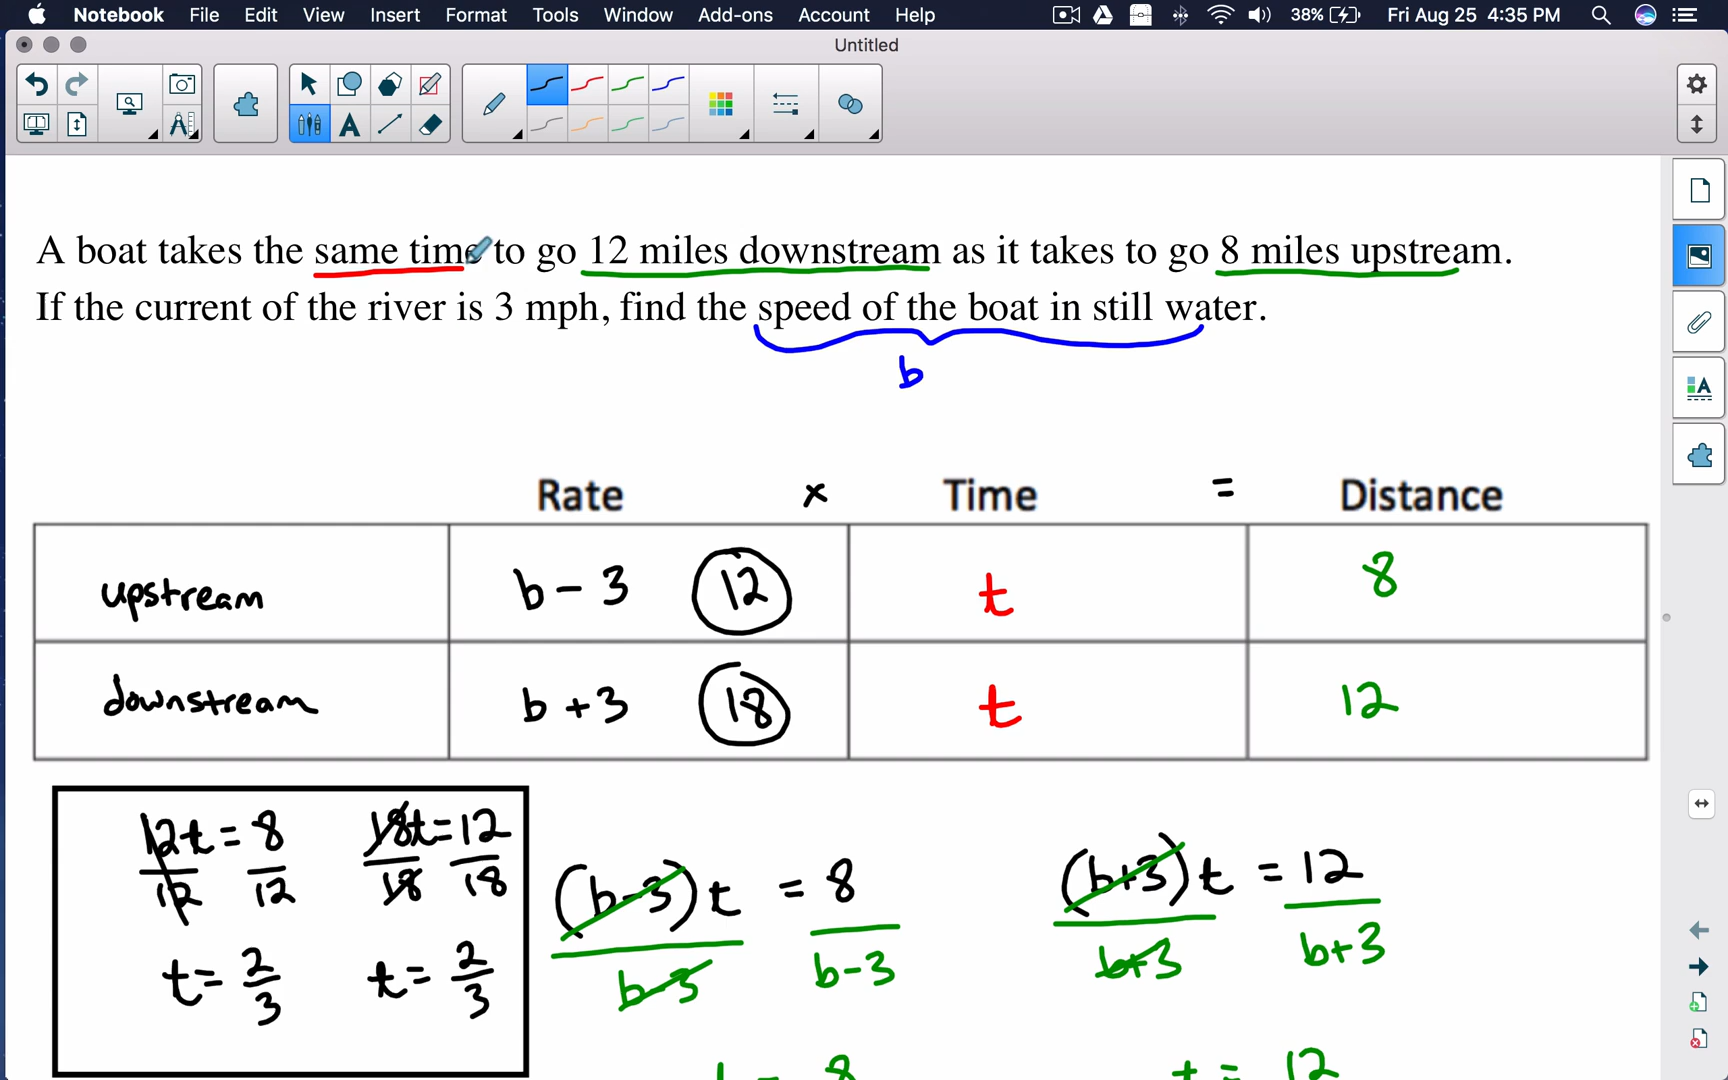 Notebook File Edit View Insert Format Tools Window Add-ons Account Help 38% Fri Aug 25 4:35 PM
Untitled
A boat takes the same time to go 12 miles downstream as it takes to go 8 miles upstream.
If the current of the river is 3 mph, find the speed of the boat in still water.
b
Rate x Time = Distance
upstream b - 3 12 t 8
downstream b + 3 18 t 12
12t = 8 18t = 12
12 12 18 18
t = 2/3 t = 2/3
(b-3)t = 8 (b+3)t = 12
b-3 b-3 b+3 b+3
t = 8 t = 12